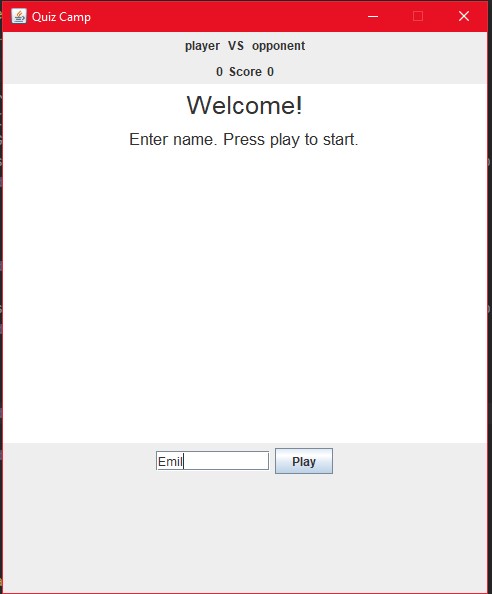 Quiz Camp
player VS opponent
0 Score 0
Welcome!
Enter name. Press play to start.
Emil
Play